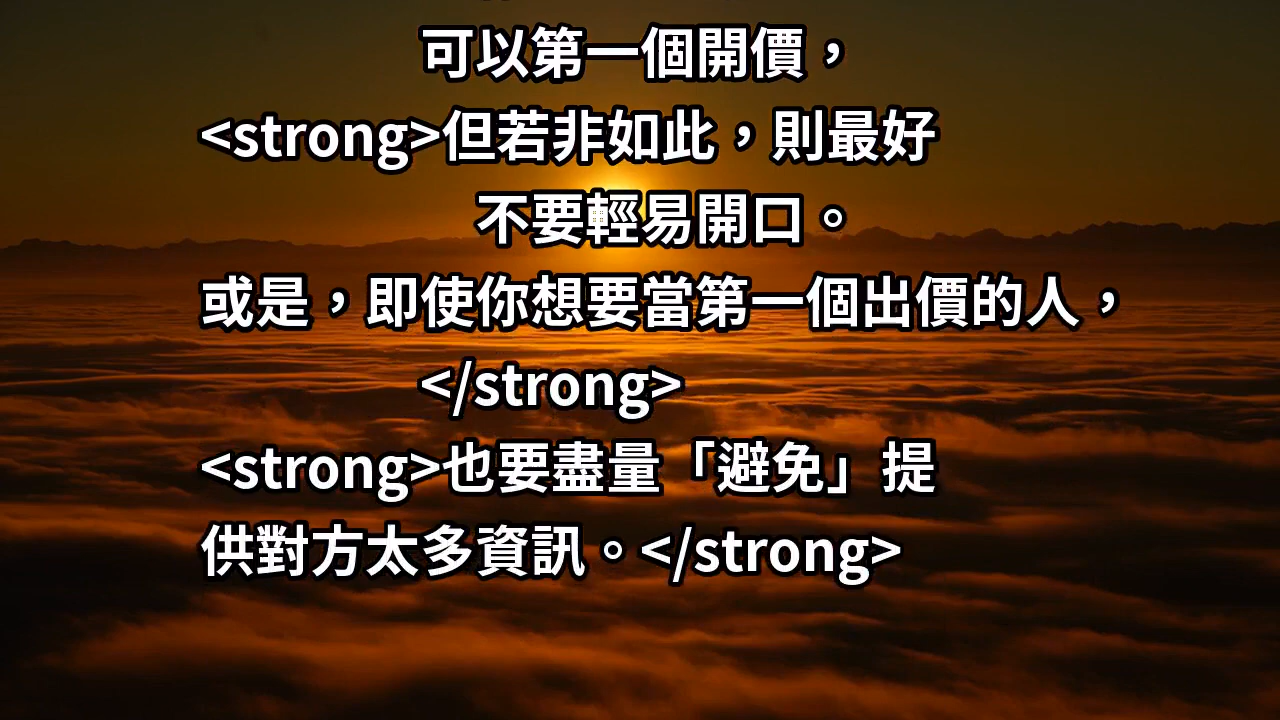 可以第一個開價，
<strong>但若非如此，則最好
不要輕易開口。
或是，即使你想要當第一個出價的人，
</strong>
<strong>也要盡量「避免」提
供對方太多資訊。</strong>